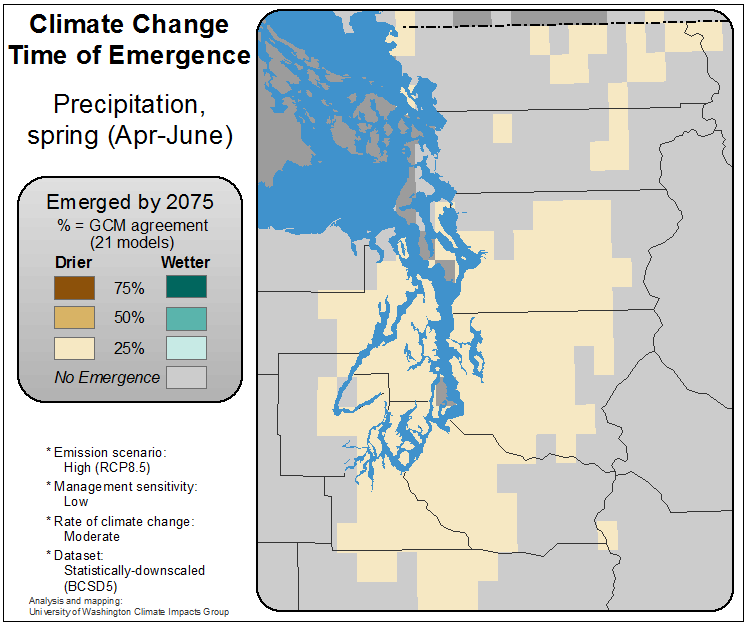 Climate Change
Time of Emergence
Precipitation,
spring (Apr-June)
Emerged by 2075
% = GCM agreement
(21 models)
Drier Wetter
75%
50%
25%
No Emergence
* Emission scenario:
High (RCP8.5)
* Management sensitivity:
Low
* Rate of climate change:
Moderate
* Dataset:
Statistically-downscaled
(BCSD5)
Analysis and mapping:
University of Washington Climate Impacts Group